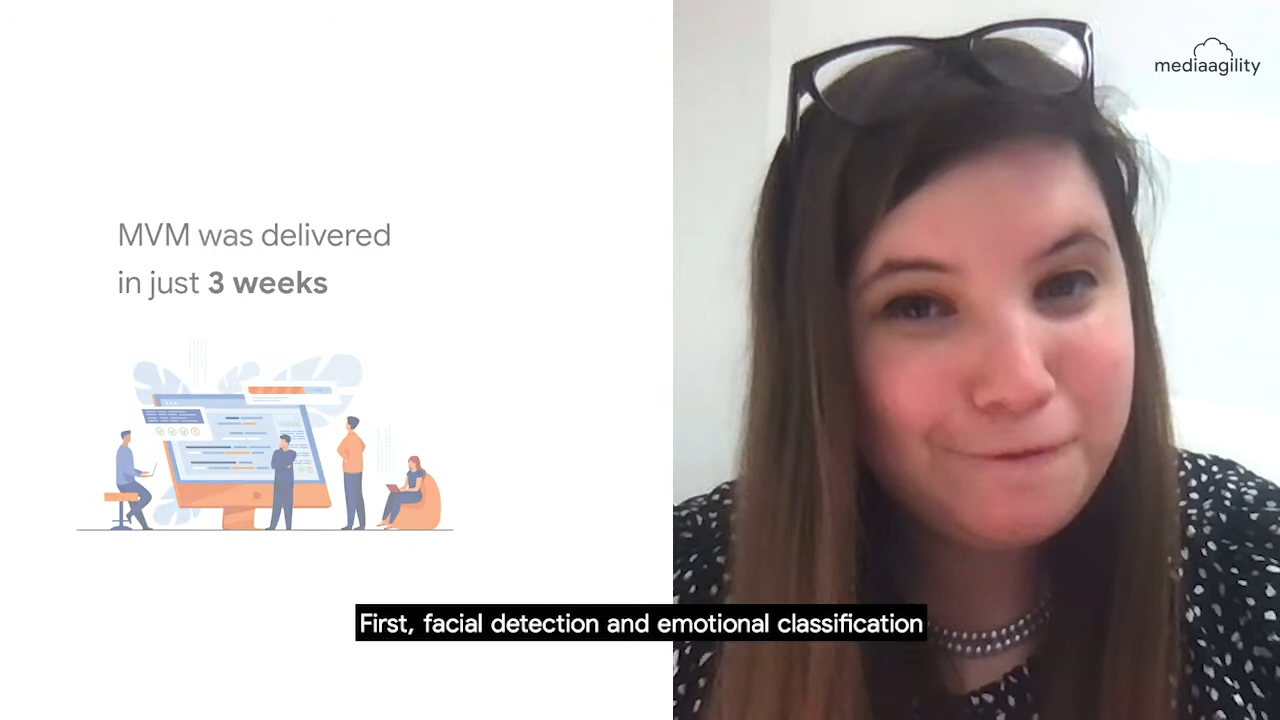 mediaagility
MVM was delivered
in just 3 weeks
First, facial detection and emotional classification